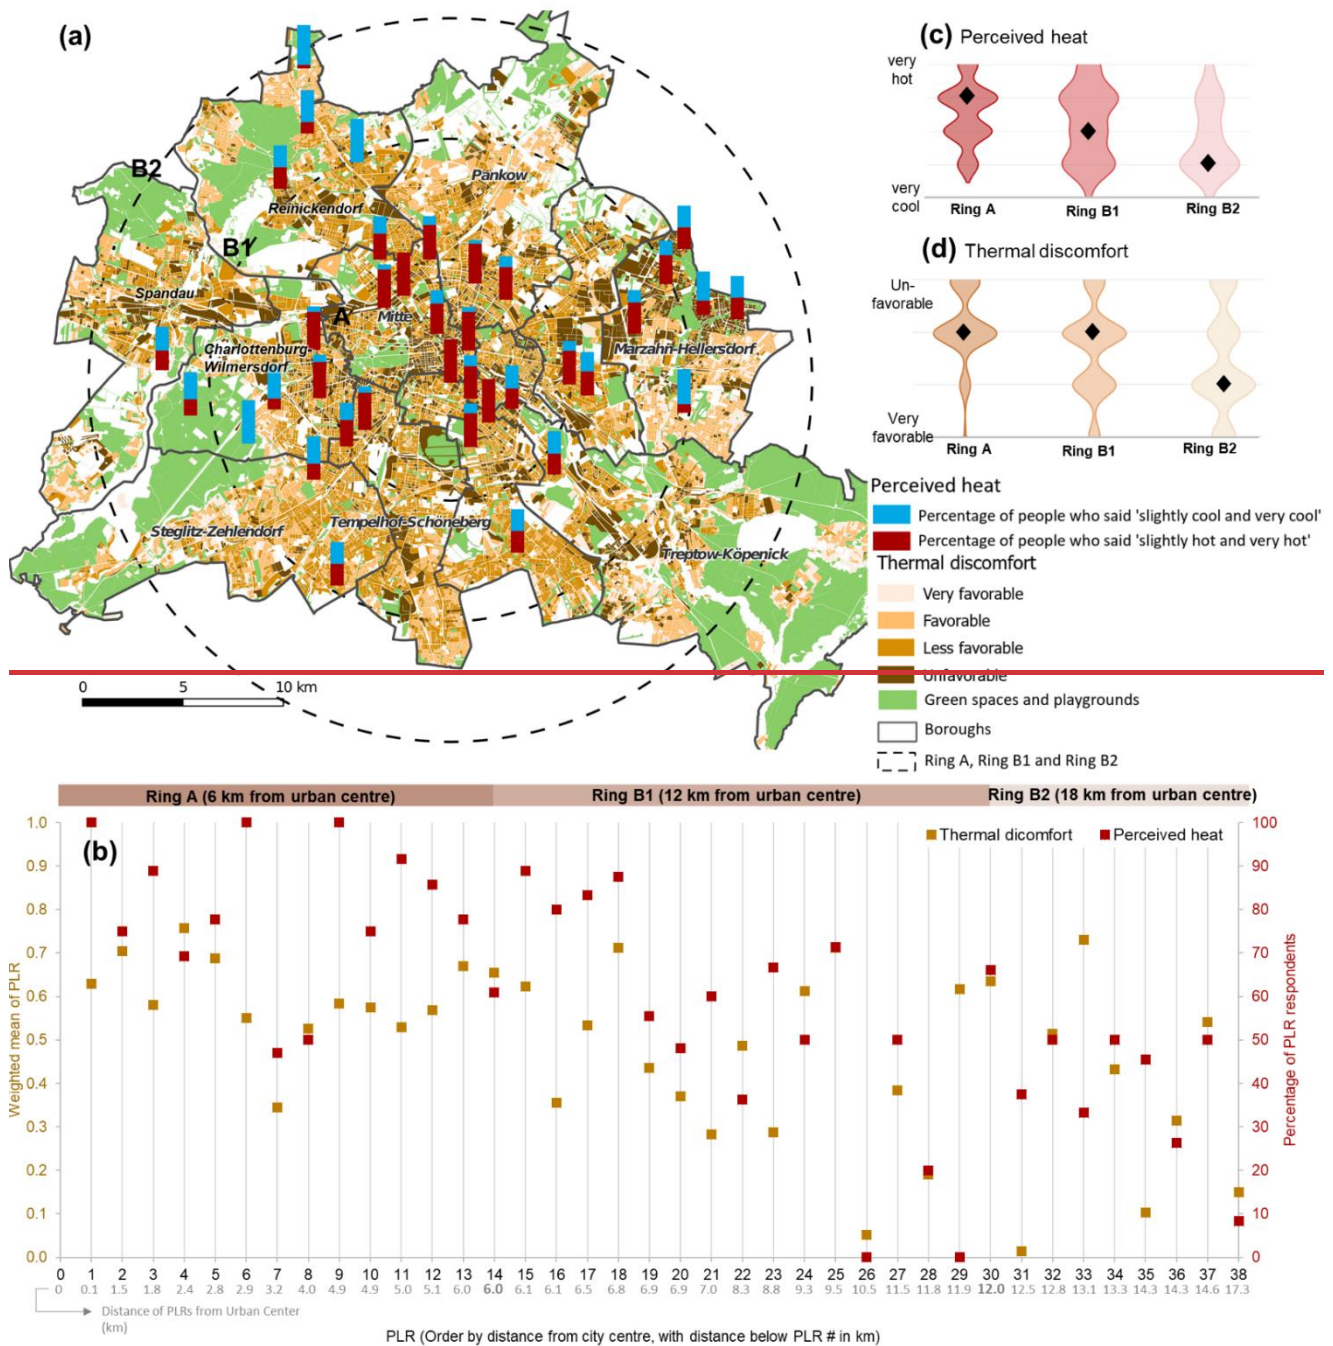 (a)
B2
B1
A
Pankow
Reinickendorf
Spandau
Mitte
Charlottenburg-
Wilmersdorf
Marzahn-Hellersdorf
Steglitz-Zehlendorf
Tempelhof-Schöneberg
Treptow-Köpenick
0 5 10 km
(c) Perceived heat
very
hot
very
cool
Ring A Ring B1 Ring B2
(d) Thermal discomfort
Un-
favorable
Very
favorable
Ring A Ring B1 Ring B2
Perceived heat
Percentage of people who said 'slightly cool and very cool'
Percentage of people who said 'slightly hot and very hot'
Thermal discomfort
Very favorable
Favorable
Less favorable
Unfavorable
Green spaces and playgrounds
Boroughs
Ring A, Ring B1 and Ring B2
Ring A (6 km from urban centre) Ring B1 (12 km from urban centre) Ring B2 (18 km from urban centre)
(b)
Thermal dicomfort Perceived heat
Weighted mean of PLR
1.0
0.9
0.8
0.7
0.6
0.5
0.4
0.3
0.2
0.1
0.0
Percentage of PLR respondents
100
90
80
70
60
50
40
30
20
10
0
0 1 2 3 4 5 6 7 8 9 10 11 12 13 14 15 16 17 18 19 20 21 22 23 24 25 26 27 28 29 30 31 32 33 34 35 36 37 38
0 0.1 1.5 1.8 2.4 2.8 2.9 3.2 4.0 4.9 4.9 5.0 5.1 6.0 6.0 6.1 6.1 6.5 6.8 6.9 6.9 7.0 8.3 8.8 9.3 9.5 10.5 11.5 11.8 11.9 12.0 12.5 12.8 13.1 14.3 14.3 14.3 14.6 17.3
Distance of PLRs from Urban Center
(km)
PLR (Order by distance from city centre, with distance below PLR # in km)